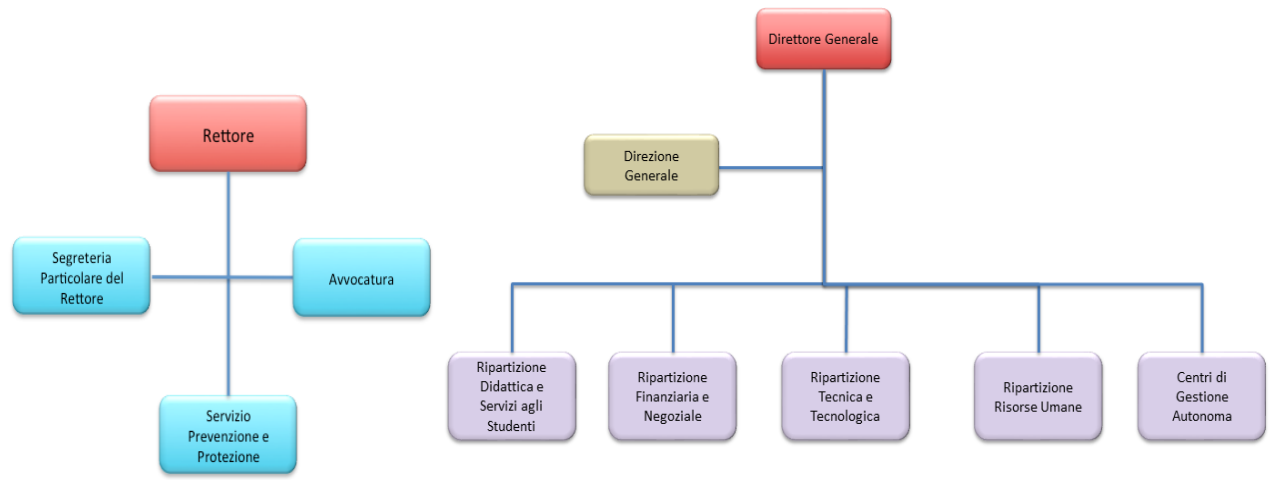 Rettore
Segreteria
Particolare del
Rettore
Avvocatura
Servizio
Prevenzione e
Protezione
Direttore Generale
Direzione
Generale
Ripartizione
Didattica e
Servizi agli
Studenti
Ripartizione
Finanziaria e
Negoziale
Ripartizione
Tecnica e
Tecnologica
Ripartizione
Risorse Umane
Centri di
Gestione
Autonoma